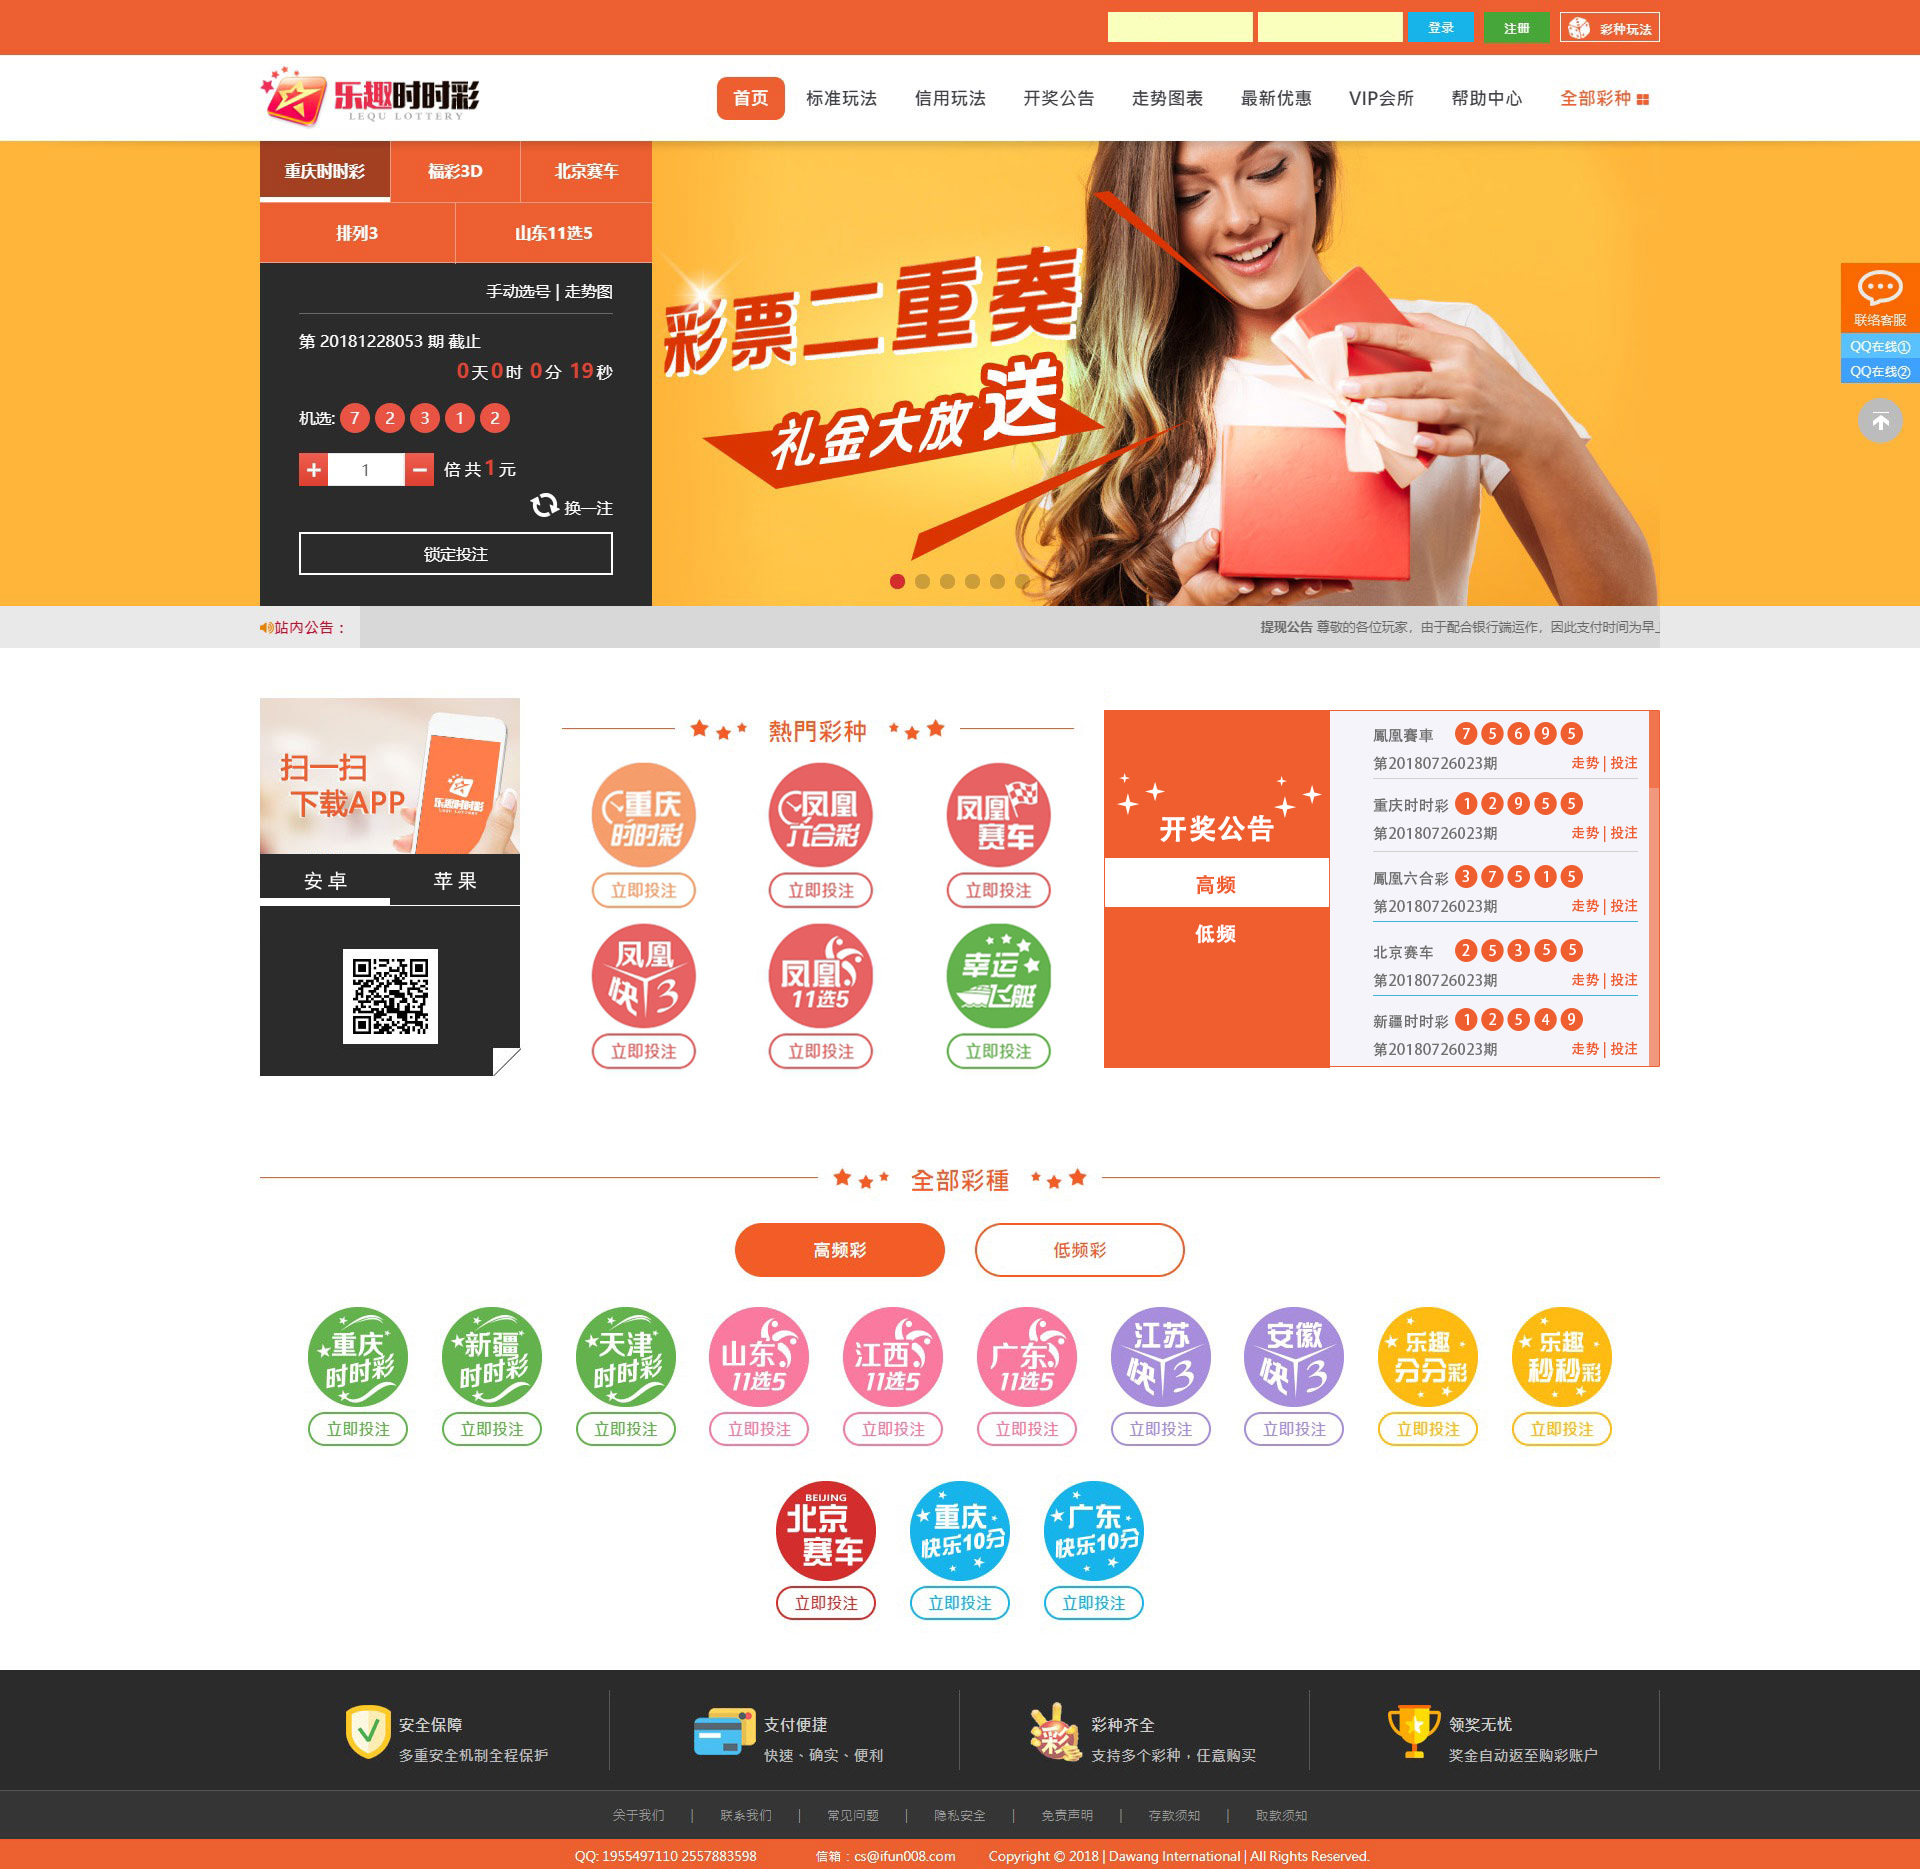 登录 注册 彩种玩法
乐趣时时彩
LEQU LOTTERY
首页 标准玩法 信用玩法 开奖公告 走势图表 最新优惠 VIP会所 帮助中心 全部彩种
重庆时时彩 福彩3D 北京赛车
排列3 山东11选5
手动选号 | 走势图
第 20181228053 期 截止
0天0时 0分 19秒
机选: 7 2 3 1 2
+ 1 − 倍 共1元
换一注
锁定投注
彩票二重奏
礼金大放送
联络客服
QQ在线①
QQ在线②
站内公告：
提现公告 尊敬的各位玩家，由于配合银行端运作，因此支付时间为早上
扫一扫
下载APP
乐趣时时彩
安卓 苹果
熱門彩种
重庆时时彩 凤凰六合彩 凤凰赛车
立即投注 立即投注 立即投注
凤凰快3 凤凰11选5 幸运飞艇
立即投注 立即投注 立即投注
开奖公告
高频
低频
鳳凰賽車 7 5 6 9 5
第20180726023期 走势 | 投注
重庆时时彩 1 2 9 5 5
第20180726023期 走势 | 投注
鳳凰六合彩 3 7 5 1 5
第20180726023期 走势 | 投注
北京赛车 2 5 3 5 5
第20180726023期 走势 | 投注
新疆时时彩 1 2 5 4 9
第20180726023期 走势 | 投注
全部彩種
高频彩 低频彩
重庆时时彩 新疆时时彩 天津时时彩 山东11选5 江西11选5 广东11选5 江苏快3 安徽快3 乐趣分分彩 乐趣秒秒彩
立即投注 立即投注 立即投注 立即投注 立即投注 立即投注 立即投注 立即投注 立即投注 立即投注
BEIJING
北京赛车 重庆快乐10分 广东快乐10分
立即投注 立即投注 立即投注
安全保障 支付便捷 彩 彩种齐全 领奖无忧
多重安全机制全程保护 快速、确实、便利 支持多个彩种，任意购买 奖金自动返至购彩账户
关于我们 | 联系我们 | 常见问题 | 隐私安全 | 免责声明 | 存款须知 | 取款须知
QQ: 1955497110 2557883598 信箱：cs@ifun008.com Copyright © 2018 | Dawang International | All Rights Reserved.